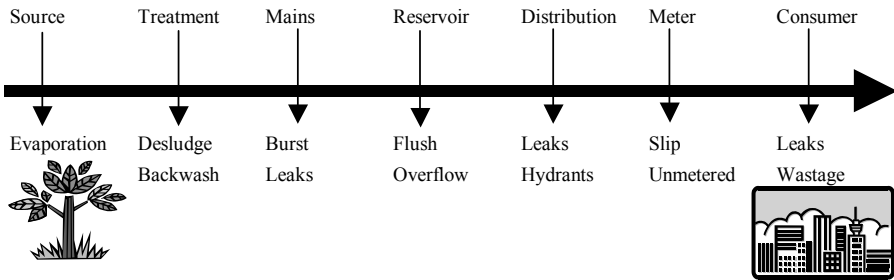 Source Treatment Mains Reservoir Distribution Meter Consumer
Evaporation Desludge Burst Flush Leaks Slip Leaks
Backwash Leaks Overflow Hydrants Unmetered Wastage